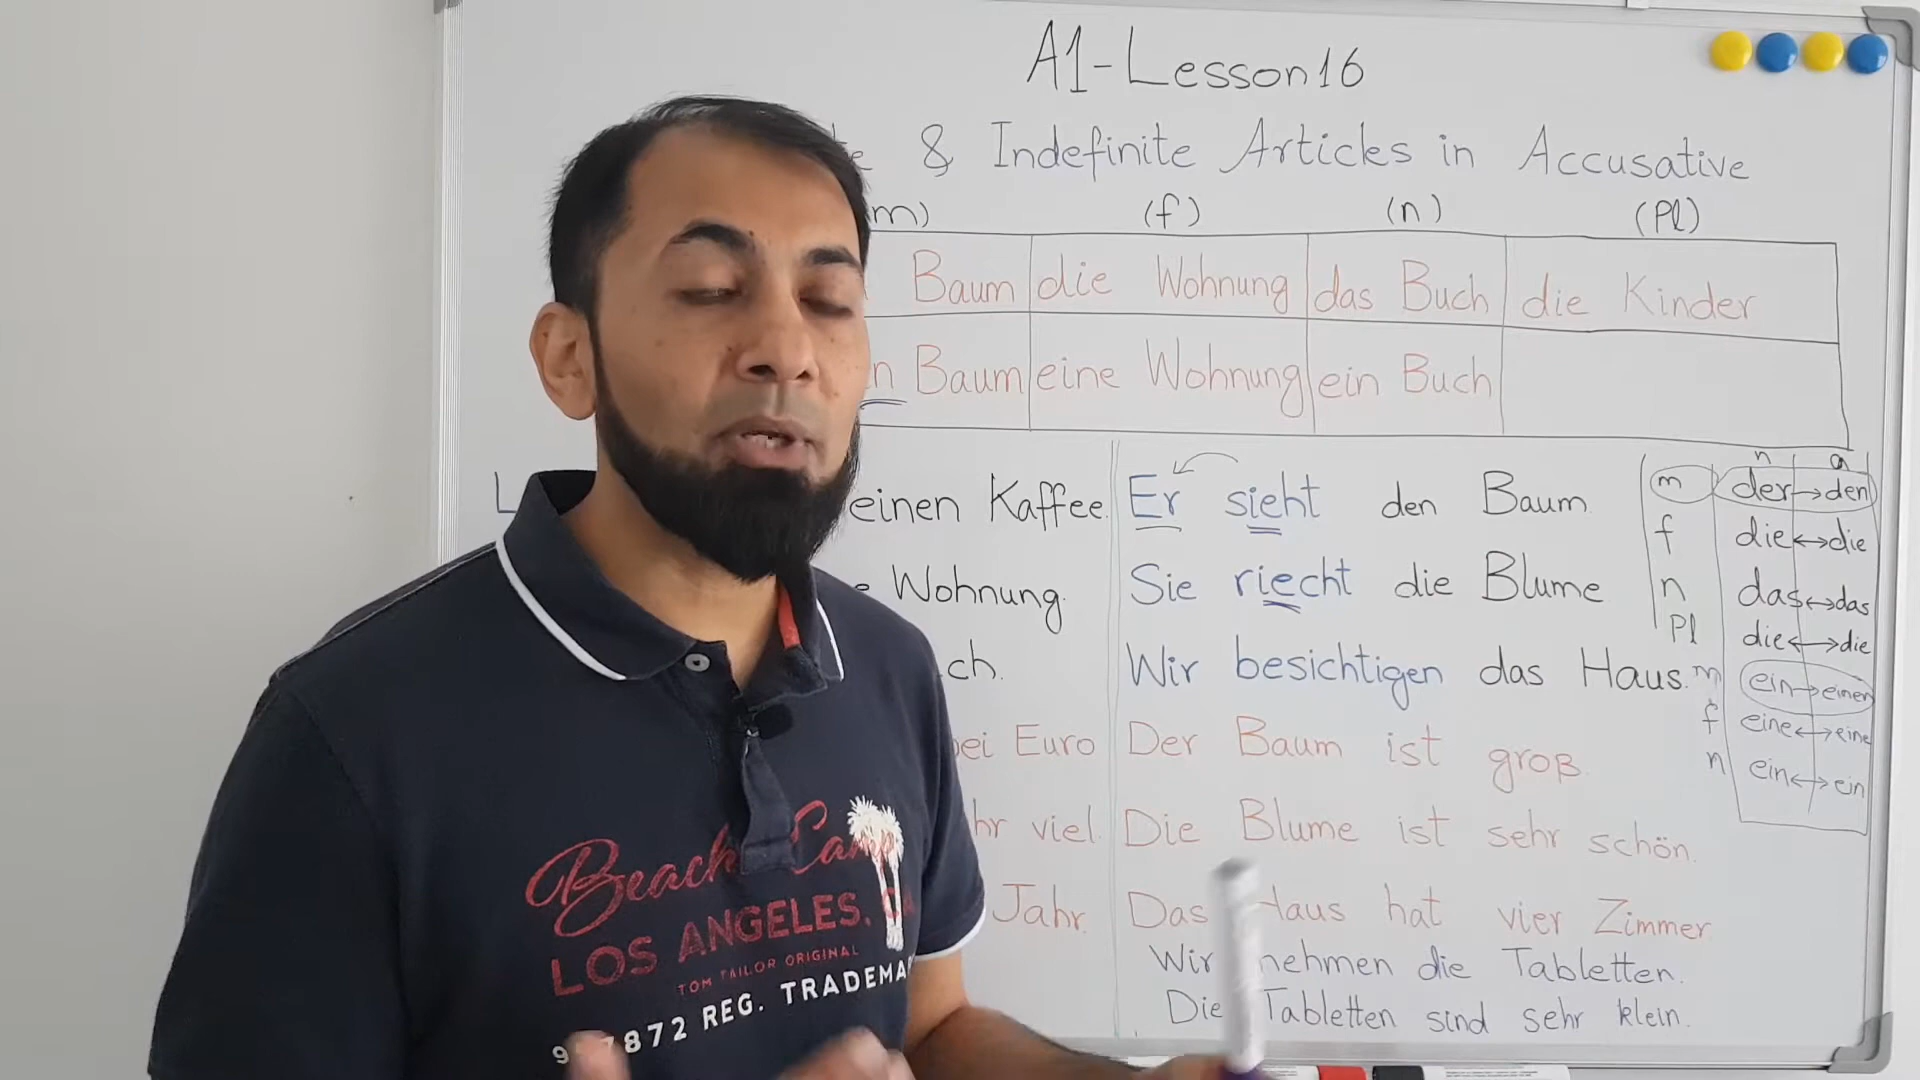 A1-Lesson 16
& Indefinite Articles in Accusative
(f) (n) (Pl)
Baum die Wohnung das Buch die Kinder
Baum eine Wohnung ein Buch
einen Kaffee. Er sieht den Baum.
Wohnung. Sie riecht die Blume
Wir besichtigen das Haus.
Euro Der Baum ist groß.
viel. Die Blume ist sehr schön.
Jahr. Das Haus hat vier Zimmer
Wir nehmen die Tabletten.
Die Tabletten sind sehr klein.
n a
m der→den
f die↔die
n das↔das
Pl die↔die
m ein→einen
f eine↔eine
n ein↔ein
Beach
LOS ANGELES,
TOM TAILOR ORIGINAL
872 REG. TRADEMA